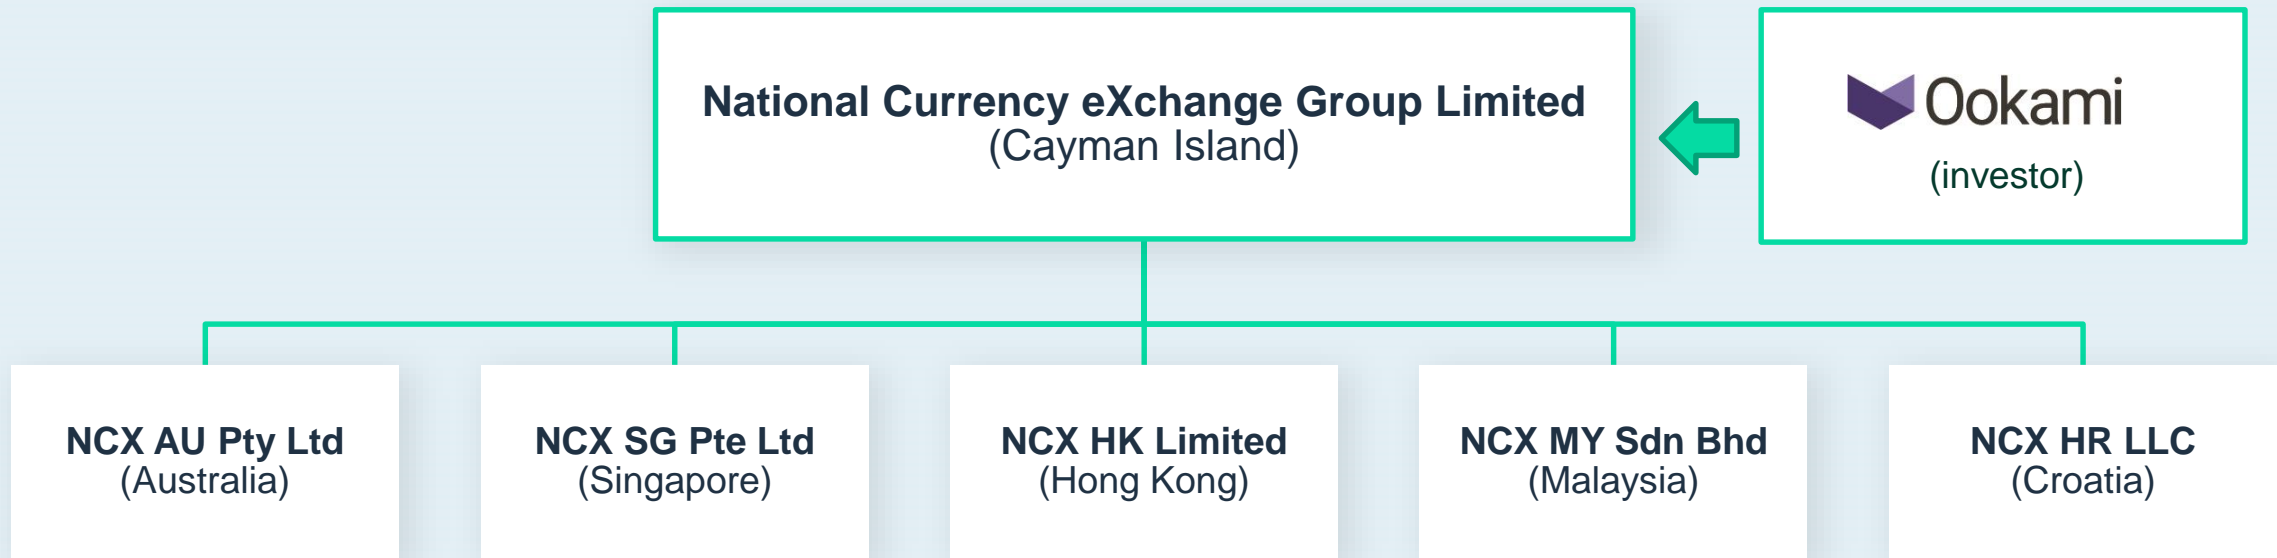 National Currency eXchange Group Limited
(Cayman Island)
Ookami
(investor)
NCX AU Pty Ltd
(Australia)
NCX SG Pte Ltd
(Singapore)
NCX HK Limited
(Hong Kong)
NCX MY Sdn Bhd
(Malaysia)
NCX HR LLC
(Croatia)